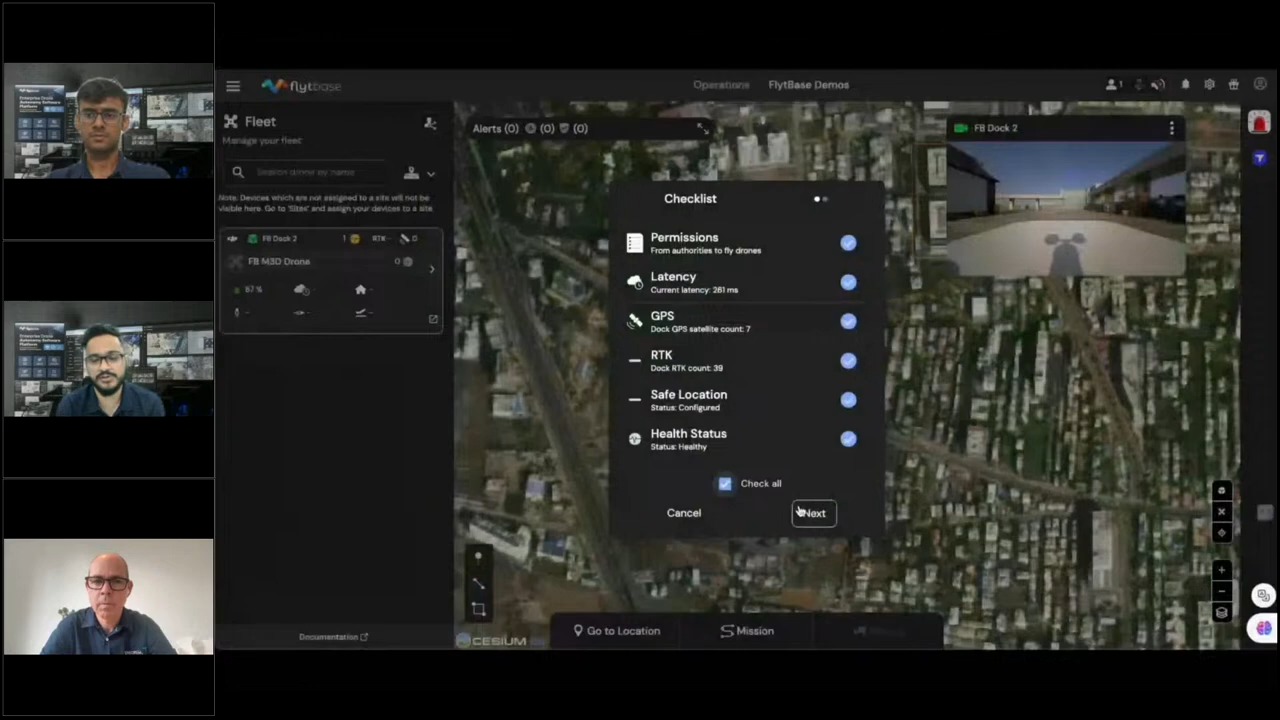 flytbase
Operations
FlytBase Demos
Fleet
Manage your fleet
Search drone by name
Note: Devices which are not assigned to a site will not be
visible here. Go to 'Sites' and assign your devices to a site
FB Dock 2
1
RTK -
0
FB M3D Drone
0
87 %
Documentation
Alerts (0) (0) (0)
Checklist
Permissions
From authorities to fly drones
Latency
Current latency: 261 ms
GPS
Dock GPS satellite count: 7
RTK
Dock RTK count: 39
Safe Location
Status: Configured
Health Status
Status: Healthy
Check all
Cancel
Next
FB Dock 2
Go to Location
Mission
CESIUM